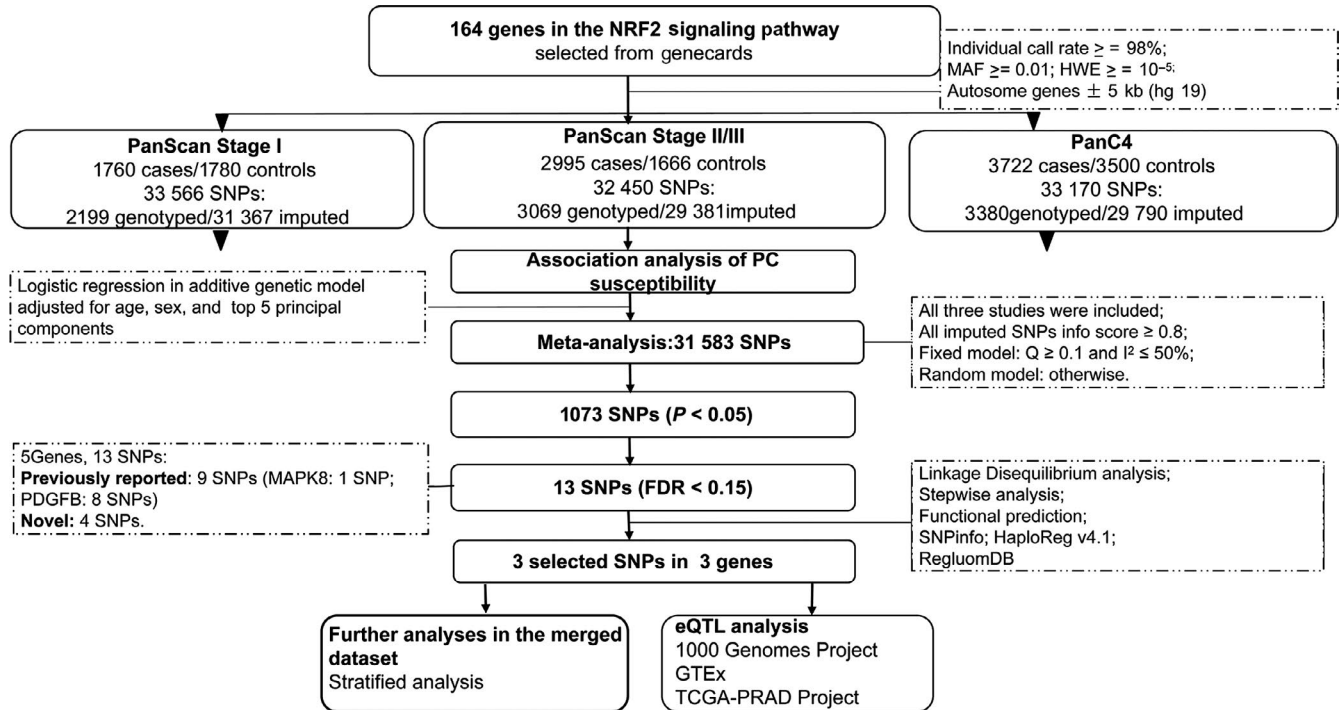 164 genes in the NRF2 signaling pathway
selected from genecards
Individual call rate ≥ = 98%;
MAF ≥= 0.01; HWE ≥ = 10⁻⁵;
Autosome genes ± 5 kb (hg 19)
PanScan Stage I
1760 cases/1780 controls
33 566 SNPs:
2199 genotyped/31 367 imputed
PanScan Stage II/III
2995 cases/1666 controls
32 450 SNPs:
3069 genotyped/29 381imputed
PanC4
3722 cases/3500 controls
33 170 SNPs:
3380genotyped/29 790 imputed
Association analysis of PC
susceptibility
Logistic regression in additive genetic model
adjusted for age, sex, and top 5 principal
components
Meta-analysis:31 583 SNPs
All three studies were included;
All imputed SNPs info score ≥ 0.8;
Fixed model: Q ≥ 0.1 and I² ≤ 50%;
Random model: otherwise.
1073 SNPs (P < 0.05)
5Genes, 13 SNPs:
Previously reported: 9 SNPs (MAPK8: 1 SNP;
PDGFB: 8 SNPs)
Novel: 4 SNPs.
13 SNPs (FDR < 0.15)
Linkage Disequilibrium analysis;
Stepwise analysis;
Functional prediction;
SNPinfo; HaploReg v4.1;
RegluomDB
3 selected SNPs in 3 genes
Further analyses in the merged
dataset
Stratified analysis
eQTL analysis
1000 Genomes Project
GTEx
TCGA-PRAD Project